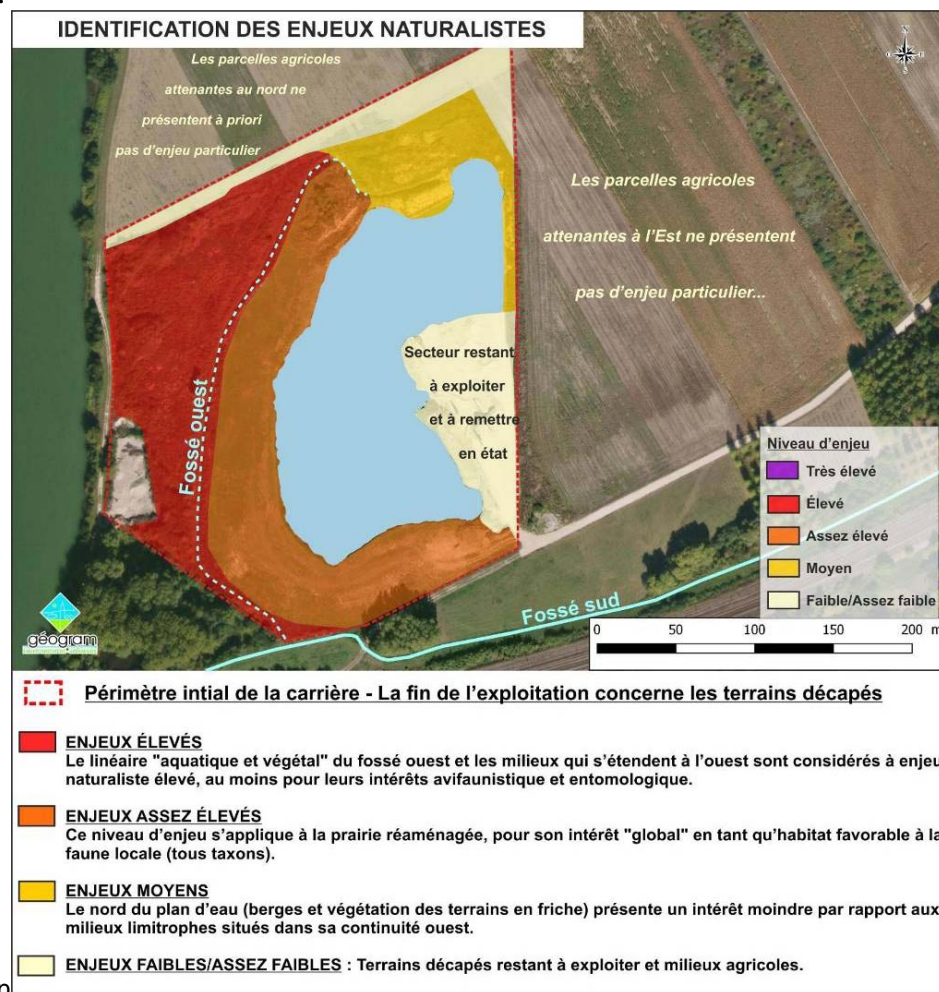 IDENTIFICATION DES ENJEUX NATURALISTES
Les parcelles agricoles
attenantes au nord ne
présentent à priori
pas d'enjeu particulier
Les parcelles agricoles
attenantes à l'Est ne présentent
pas d'enjeu particulier...
Secteur restant
à exploiter
et à remettre
en état
Fossé ouest
Fossé sud
Niveau d'enjeu
Très élevé
Élevé
Assez élevé
Moyen
Faible/Assez faible
0 50 100 150 200 m
géogram
Périmètre intial de la carrière - La fin de l'exploitation concerne les terrains décapés
ENJEUX ÉLEVÉS
Le linéaire "aquatique et végétal" du fossé ouest et les milieux qui s'étendent à l'ouest sont considérés à enjeu
naturaliste élevé, au moins pour leurs intérêts avifaunistique et entomologique.
ENJEUX ASSEZ ÉLEVÉS
Ce niveau d'enjeu s'applique à la prairie réaménagée, pour son intérêt "global" en tant qu'habitat favorable à la
faune locale (tous taxons).
ENJEUX MOYENS
Le nord du plan d'eau (berges et végétation des terrains en friche) présente un intérêt moindre par rapport aux
milieux limitrophes situés dans sa continuité ouest.
ENJEUX FAIBLES/ASSEZ FAIBLES : Terrains décapés restant à exploiter et milieux agricoles.